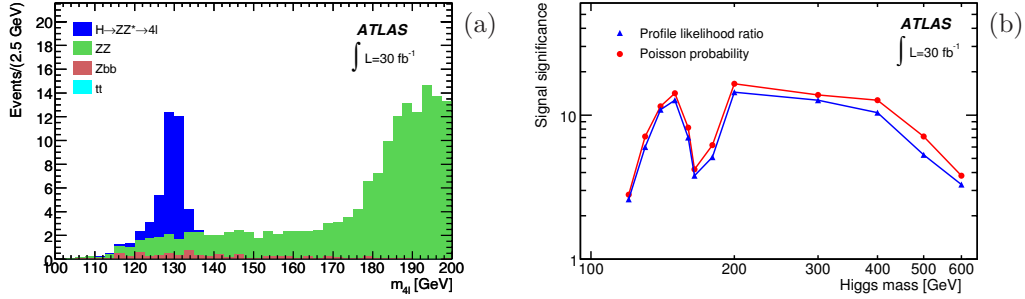 Events/(2.5 GeV)
20
18
16
14
12
10
8
6
4
2
0
H→ZZ*→4l
ZZ
Zbb
tt
ATLAS
∫ L=30 fb⁻¹
(a)
100 110 120 130 140 150 160 170 180 190 200
m₄ₗ [GeV]
Signal significance
10
1
Profile likelihood ratio
Poisson probability
ATLAS
∫ L=30 fb⁻¹
(b)
100 200 300 400 500 600
Higgs mass [GeV]